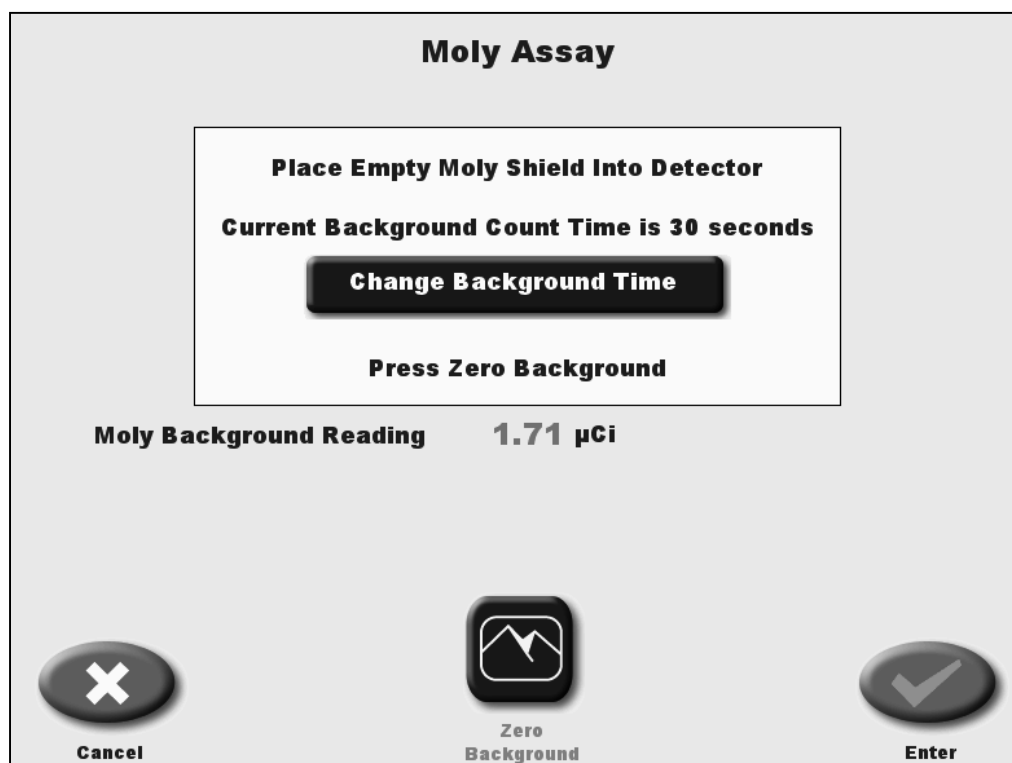 Moly Assay
Place Empty Moly Shield Into Detector
Current Background Count Time is 30 seconds
Change Background Time
Press Zero Background
Moly Background Reading 1.71 µCi
Cancel
Zero
Background
Enter